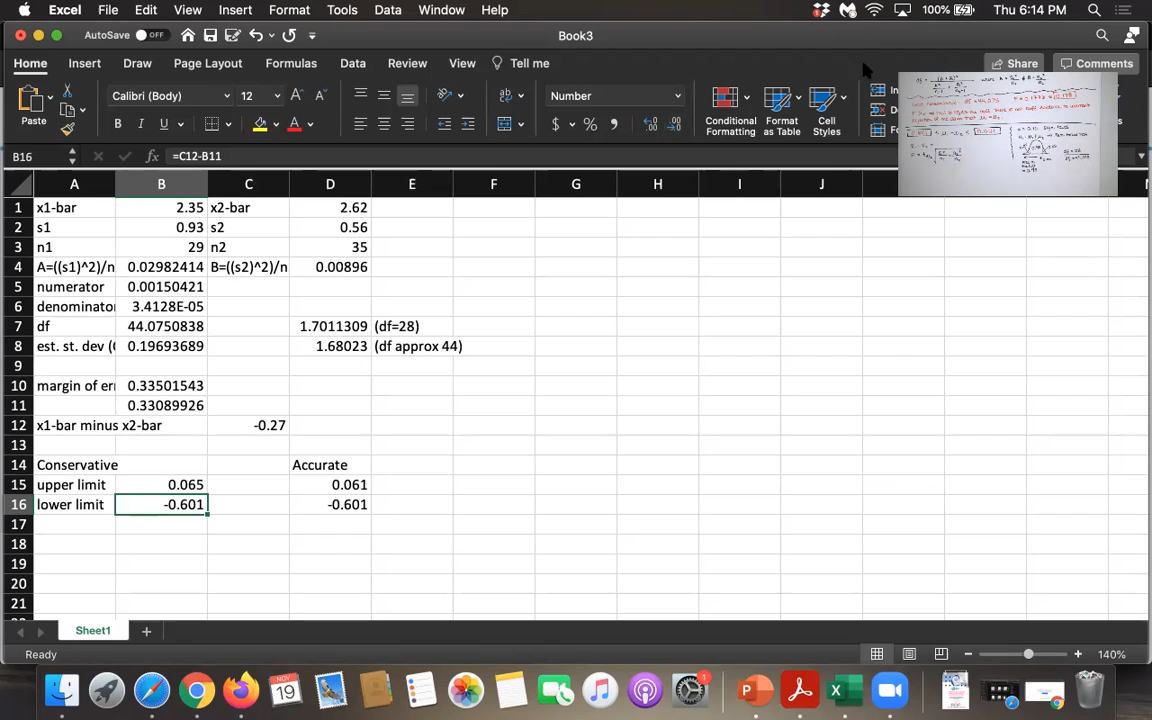 Excel File Edit View Insert Format Tools Data Window Help 100% Thu 6:14 PM
AutoSave OFF Book3
Home Insert Draw Page Layout Formulas Data Review View Tell me Share Comments
Paste Calibri (Body) 12 A A ab Number Conditional Formatting Format as Table Cell Styles
B I U A $ % ,
B16 fx =C12-B11
A B C D E F G H I J
1 x1-bar 2.35 x2-bar 2.62
2 s1 0.93 s2 0.56
3 n1 29 n2 35
4 A=((s1)^2)/n 0.02982414 B=((s2)^2)/n 0.00896
5 numerator 0.00150421
6 denominato 3.4128E-05
7 df 44.0750838 1.7011309 (df=28)
8 est. st. dev ( 0.19693689 1.68023 (df approx 44)
9
10 margin of er 0.33501543
11 0.33089926
12 x1-bar minus x2-bar -0.27
13
14 Conservative Accurate
15 upper limit 0.065 0.061
16 lower limit -0.601 -0.601
17
18
19
20
21
Sheet1 +
Ready 140%
NOV
19
1